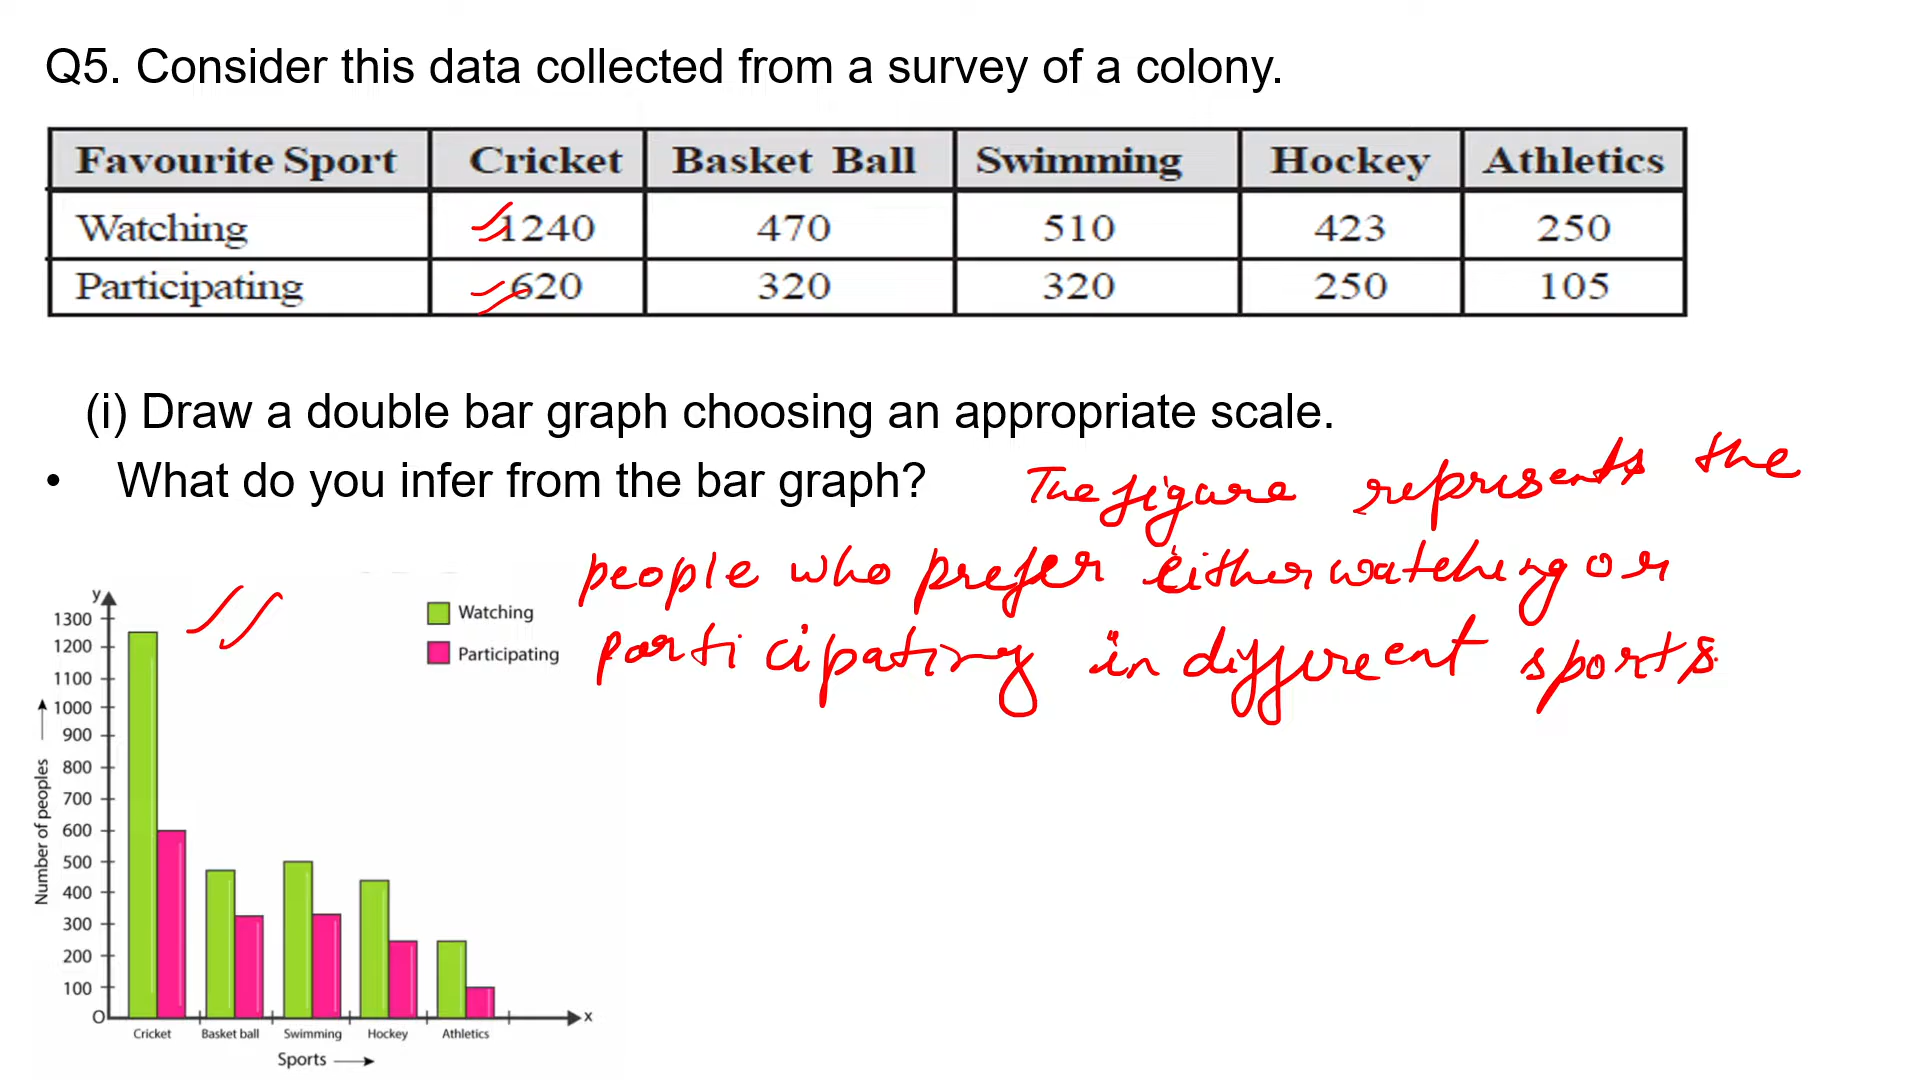 Q5. Consider this data collected from a survey of a colony.
Favourite Sport Cricket Basket Ball Swimming Hockey Athletics
Watching 1240 470 510 423 250
Participating 620 320 320 250 105
(i) Draw a double bar graph choosing an appropriate scale.
• What do you infer from the bar graph? The figure represents the
people who prefer either watching or
participating in different sports.
y
Watching
Participating
1300
1200
1100
1000
900
800
700
600
500
400
300
200
100
O
Number of peoples
x
Cricket Basket ball Swimming Hockey Athletics
Sports